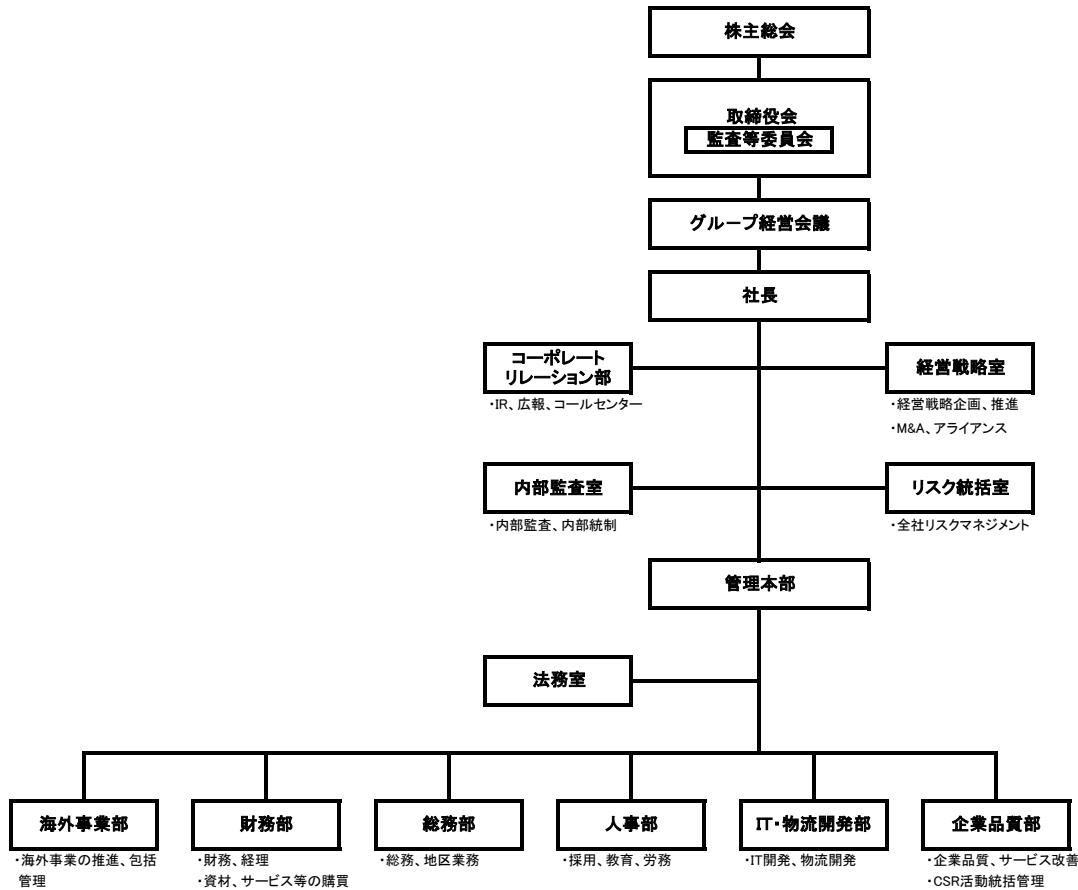 株主総会
取締役会
監査等委員会
グループ経営会議
社長
コーポレート
リレーション部
・IR、広報、コールセンター
経営戦略室
・経営戦略企画、推進
・M&A、アライアンス
内部監査室
・内部監査、内部統制
リスク統括室
・全社リスクマネジメント
管理本部
法務室
海外事業部
・海外事業の推進、包括
管理
財務部
・財務、経理
・資材、サービス等の購買
総務部
・総務、地区業務
人事部
・採用、教育、労務
IT・物流開発部
・IT開発、物流開発
企業品質部
・企業品質、サービス改善
・CSR活動統括管理